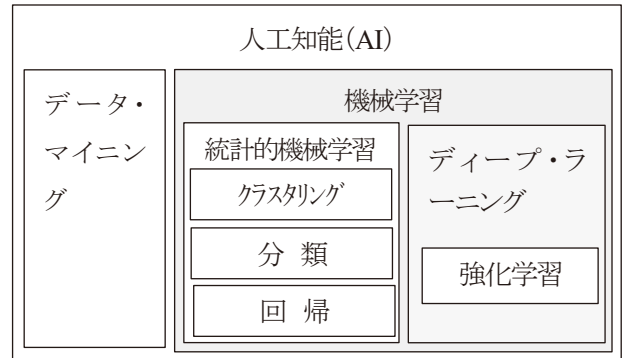 人工知能(AI)
データ・
マイニン
グ
機械学習
統計的機械学習
クラスタリング
分 類
回 帰
ディープ・ラ
ーニング
強化学習